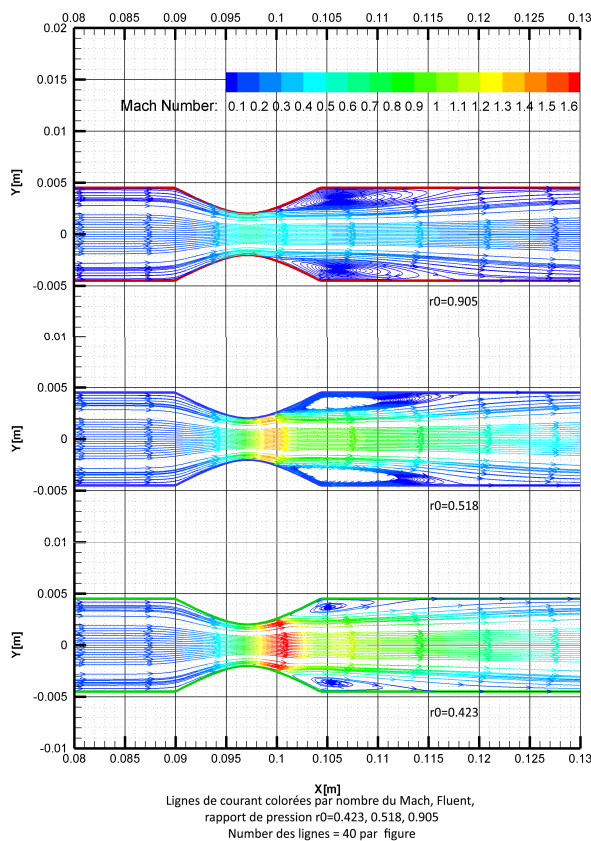 0.08 0.085 0.09 0.095 0.1 0.105 0.11 0.115 0.12 0.125 0.13
0.02
0.015
Mach Number: 0.1 0.2 0.3 0.4 0.5 0.6 0.7 0.8 0.9 1 1.1 1.2 1.3 1.4 1.5 1.6
0.01
0.005
Y[m]
0
-0.005
r0=0.905
0.01
0.005
Y[m]
0
-0.005
r0=0.518
0.01
0.005
Y[m]
0
-0.005
r0=0.423
-0.01
0.08 0.085 0.09 0.095 0.1 0.105 0.11 0.115 0.12 0.125 0.13
X[m]
Lignes de courant colorées par nombre du Mach, Fluent,
rapport de pression r0=0.423, 0.518, 0.905
Number des lignes = 40 par figure